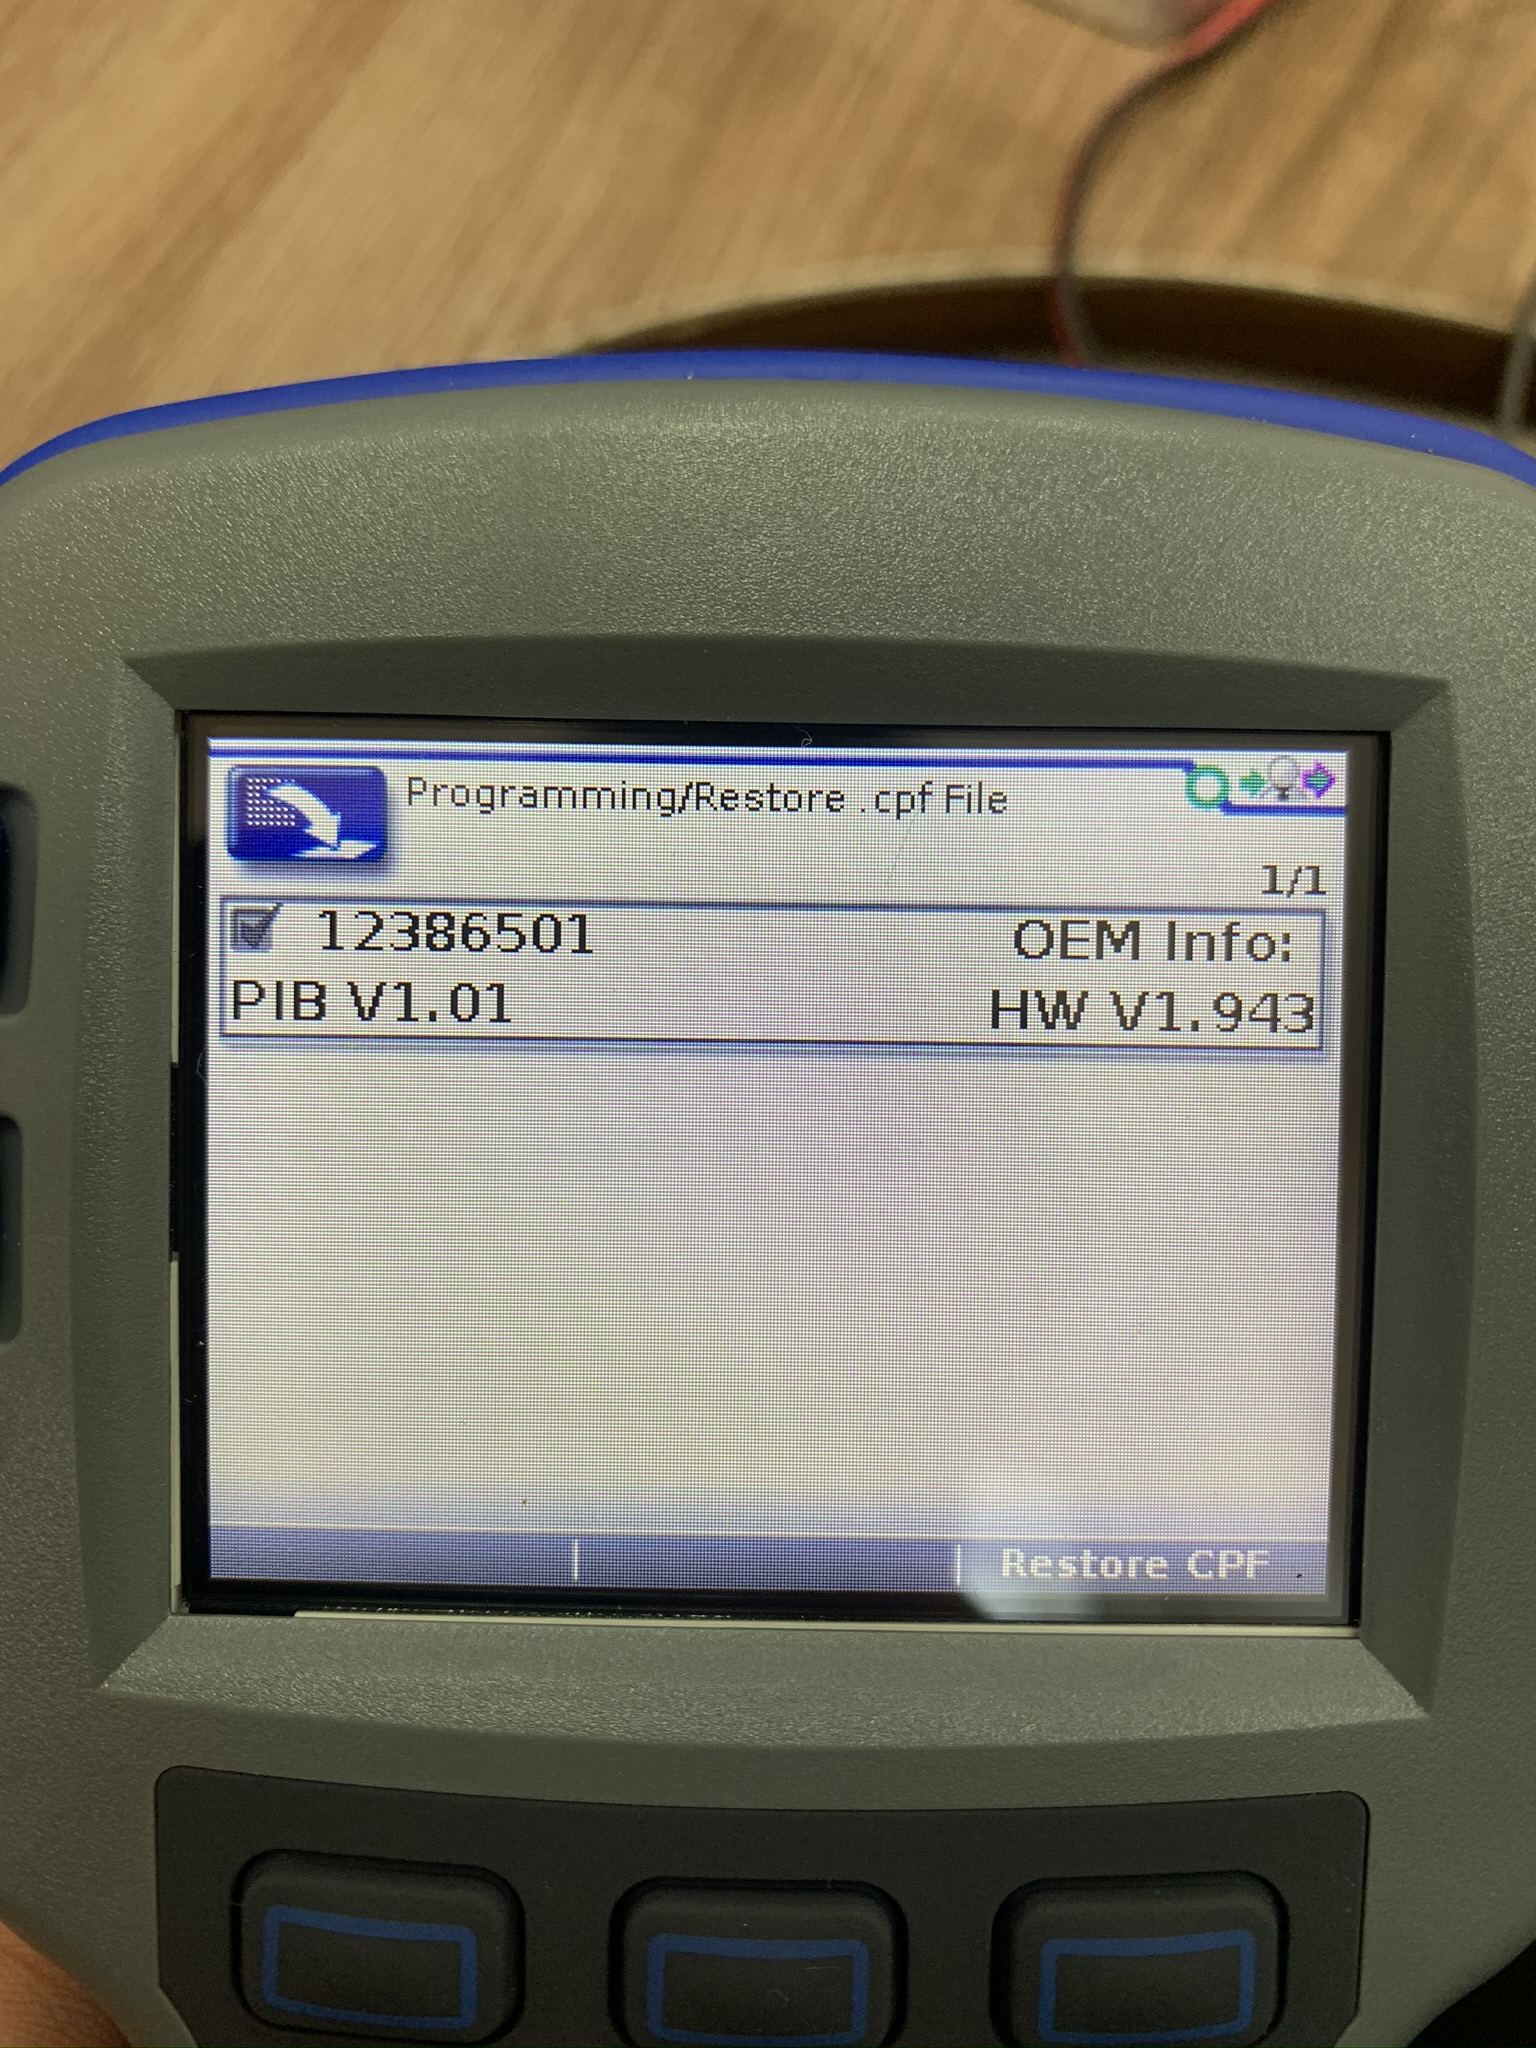 Programming/Restore .cpf File
1/1
12386501 OEM Info:
PIB V1.01 HW V1.943
Restore CPF